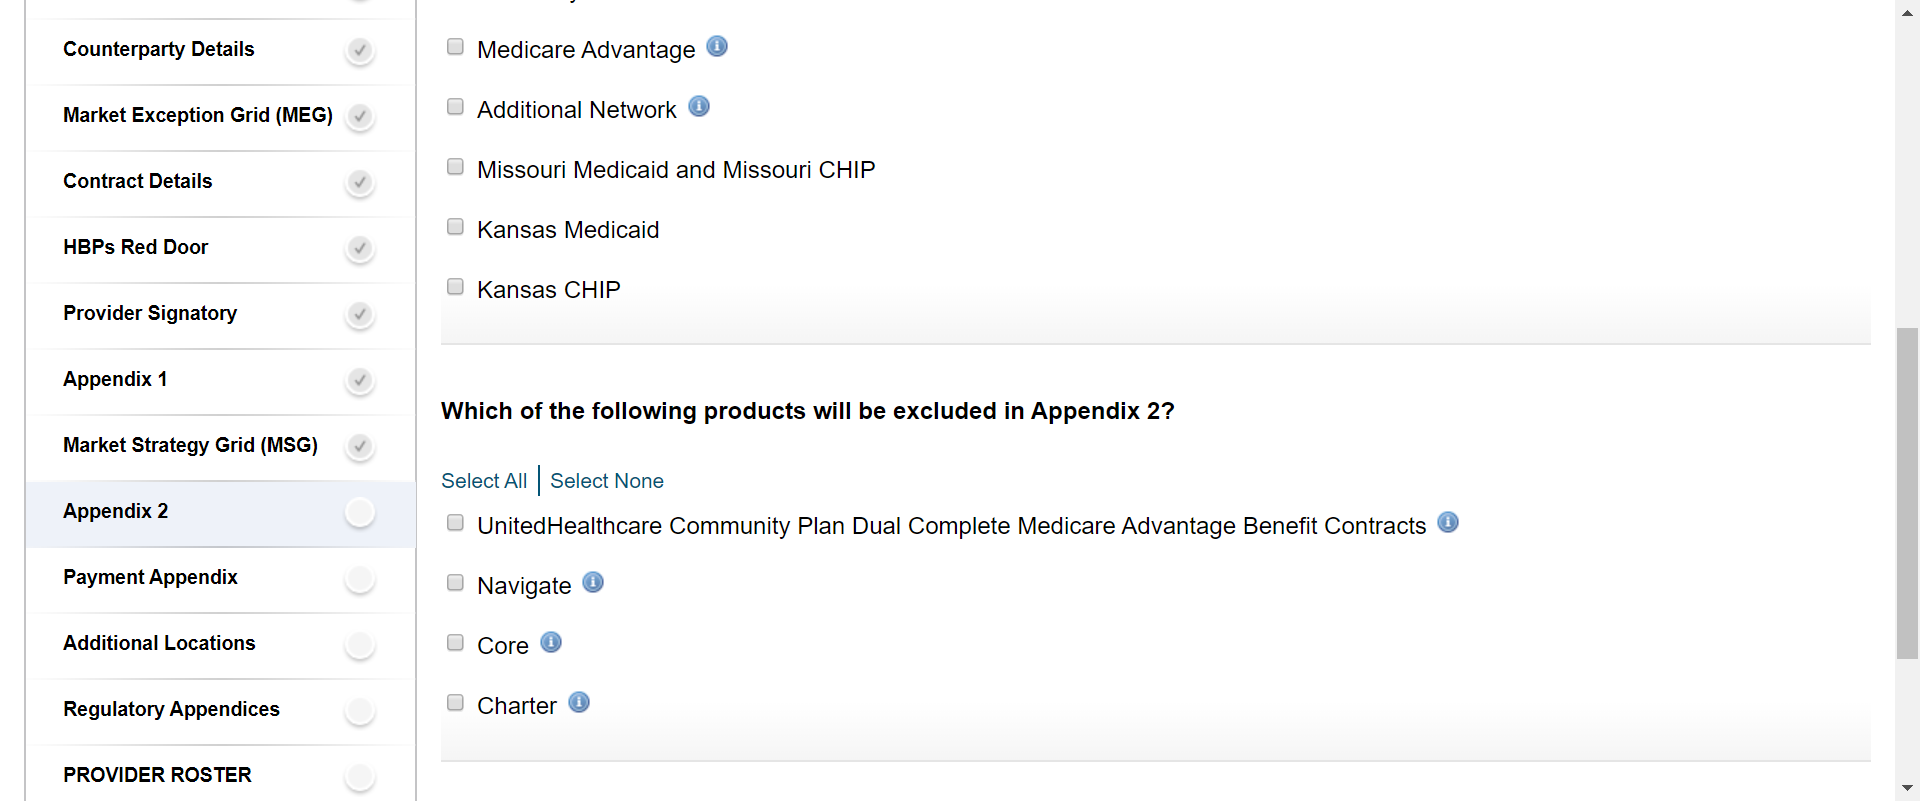 Counterparty Details
Market Exception Grid (MEG)
Contract Details
HBPs Red Door
Provider Signatory
Appendix 1
Market Strategy Grid (MSG)
Appendix 2
Payment Appendix
Additional Locations
Regulatory Appendices
PROVIDER ROSTER
Medicare Advantage
Additional Network
Missouri Medicaid and Missouri CHIP
Kansas Medicaid
Kansas CHIP
Which of the following products will be excluded in Appendix 2?
Select All | Select None
UnitedHealthcare Community Plan Dual Complete Medicare Advantage Benefit Contracts
Navigate
Core
Charter